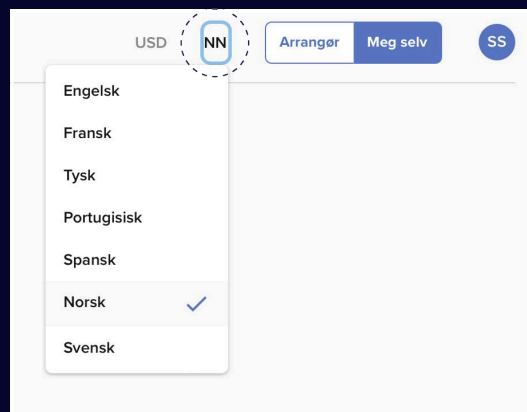 USD NN Arrangør Meg selv SS
Engelsk
Fransk
Tysk
Portugisisk
Spansk
Norsk
Svensk